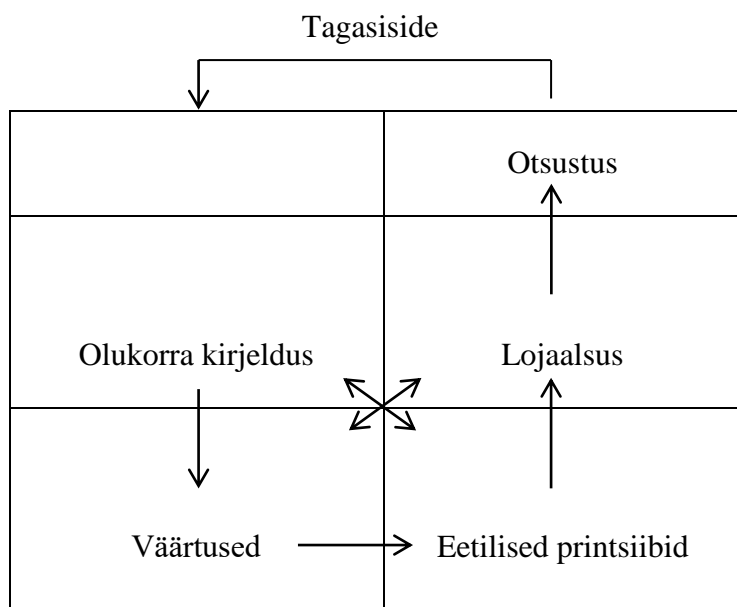 Tagasiside
Otsustus
Olukorra kirjeldus
Lojaalsus
Väärtused
Eetilised printsiibid